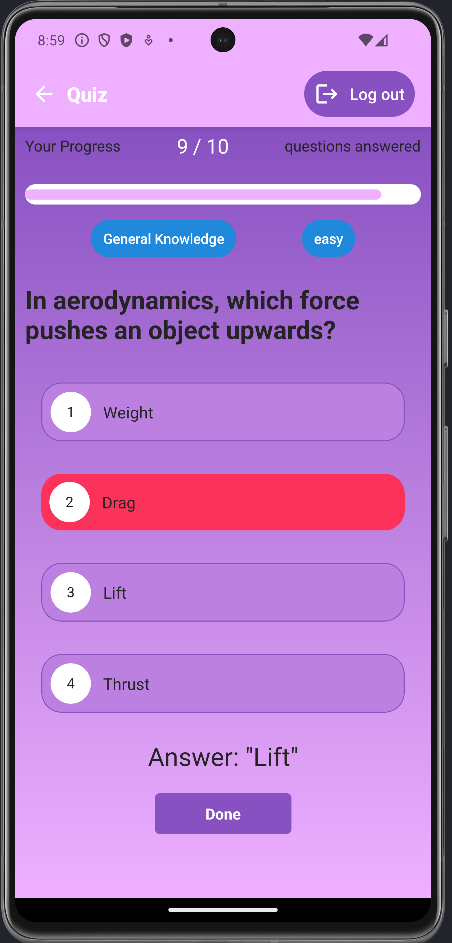 8:59
Quiz
Log out
Your Progress 9 / 10 questions answered
General Knowledge easy
In aerodynamics, which force
pushes an object upwards?
1 Weight
2 Drag
3 Lift
4 Thrust
Answer: "Lift"
Done